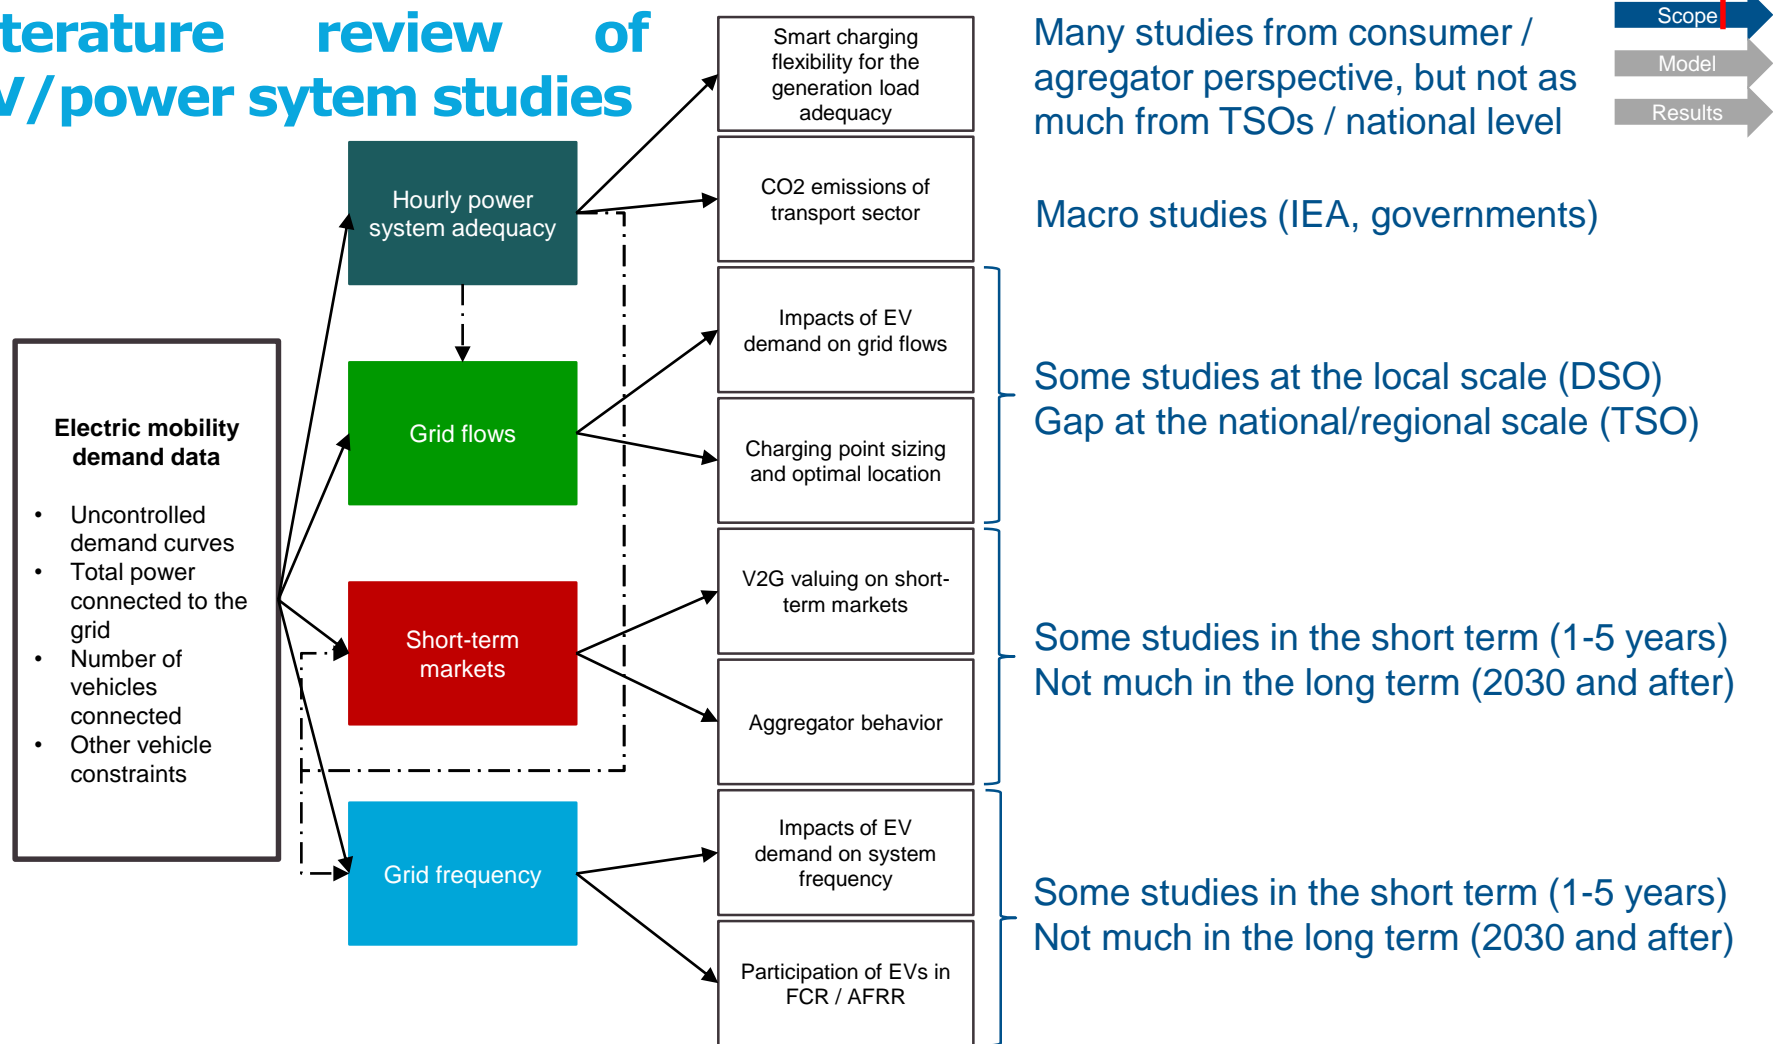 terature review of
V/power sytem studies
Scope
Model
Results
Electric mobility
demand data
• Uncontrolled
demand curves
• Total power
connected to the
grid
• Number of
vehicles
connected
• Other vehicle
constraints
Hourly power
system adequacy
Grid flows
Short-term
markets
Grid frequency
Smart charging
flexibility for the
generation load
adequacy
CO2 emissions of
transport sector
Impacts of EV
demand on grid flows
Charging point sizing
and optimal location
V2G valuing on short-
term markets
Aggregator behavior
Impacts of EV
demand on system
frequency
Participation of EVs in
FCR / AFRR
Many studies from consumer /
agregator perspective, but not as
much from TSOs / national level
Macro studies (IEA, governments)
Some studies at the local scale (DSO)
Gap at the national/regional scale (TSO)
Some studies in the short term (1-5 years)
Not much in the long term (2030 and after)
Some studies in the short term (1-5 years)
Not much in the long term (2030 and after)